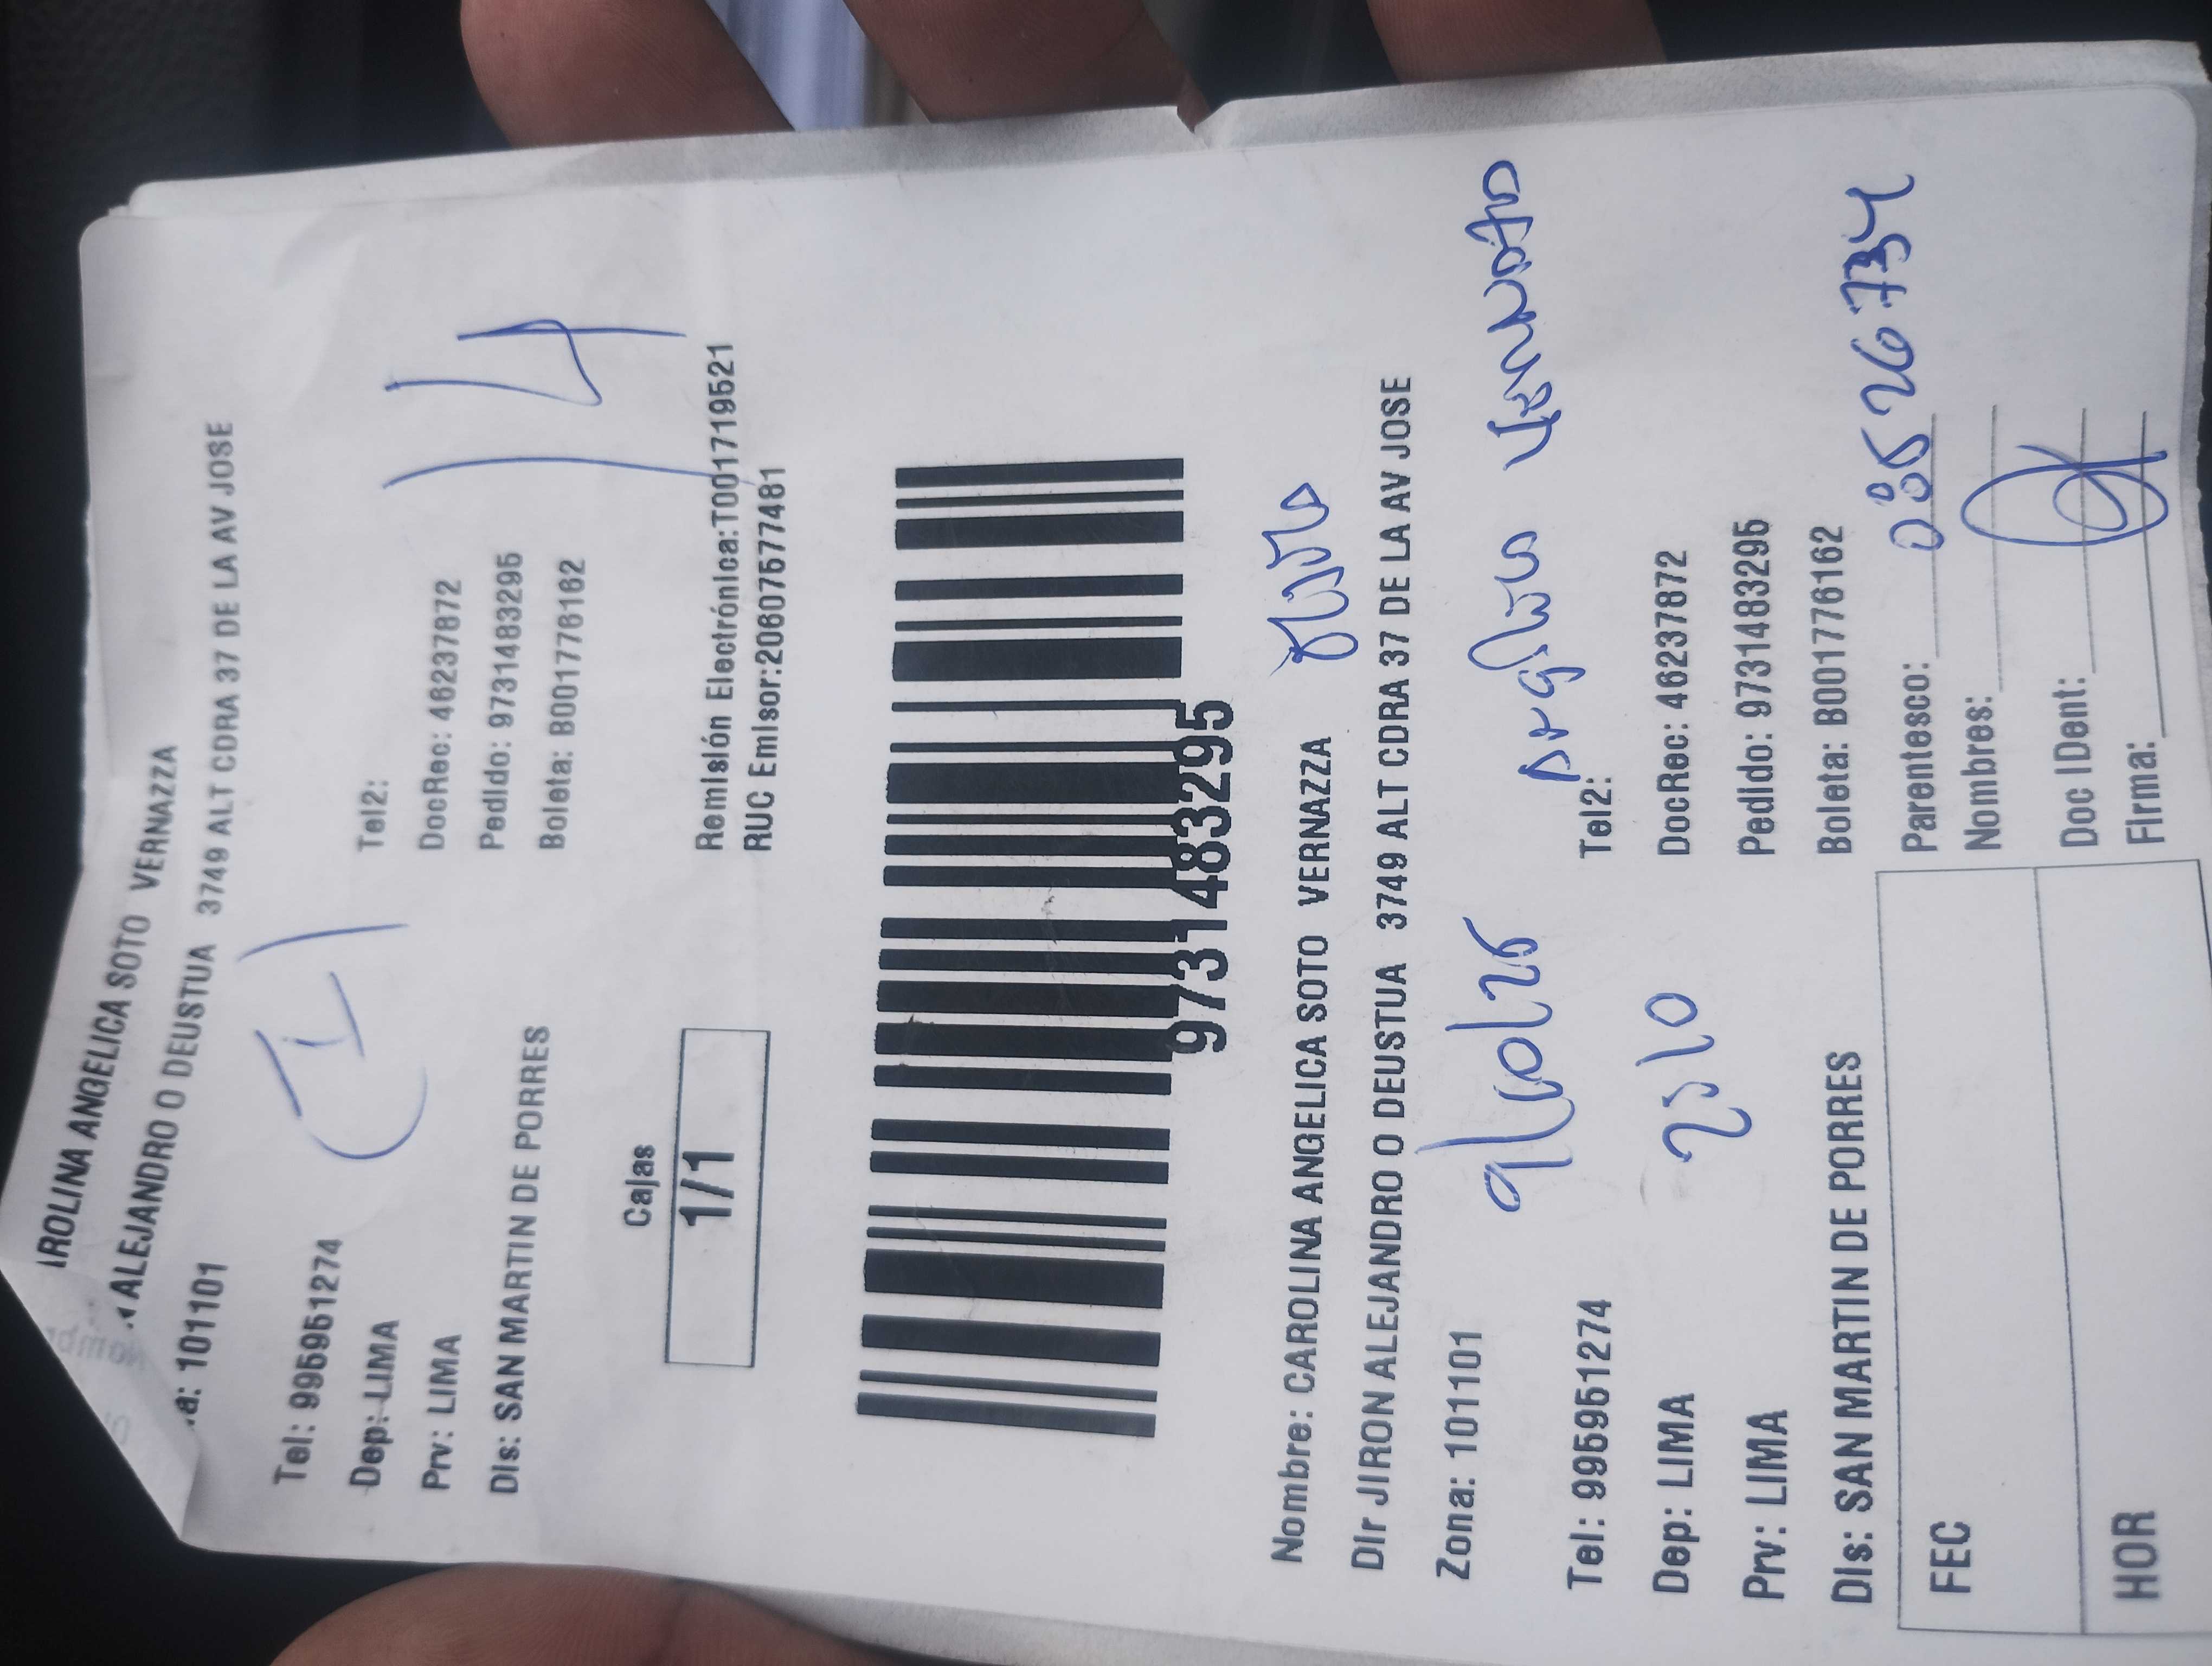 ROLINA ANGELICA SOTO VERNAZZA
ALEJANDRO O DEUSTUA 3749 ALT CDRA 37 DE LA AV JOSE
a: 101101
Tel: 995951274
Tel2:
Dep: LIMA
DocRec: 46237872
Prv: LIMA
Pedido: 9731483295
Dis: SAN MARTIN DE PORRES
Boleta: B001776162
14
Cajas
1/1
Remisión Electrónica:T001719521
RUC Emisor:20607577481
9731483295
Nombre: CAROLINA ANGELICA SOTO VERNAZZA
Dir JIRON ALEJANDRO O DEUSTUA 3749 ALT CDRA 37 DE LA AV JOSE
Zona: 101101
Tel: 995951274
Tel2:
Dep: LIMA
DocRec: 46237872
Prv: LIMA
Pedido: 9731483295
Dis: SAN MARTIN DE PORRES
Boleta: B001776162
FEC
Parentesco:
Nombres:
HOR
Doc IDent:
Firma: